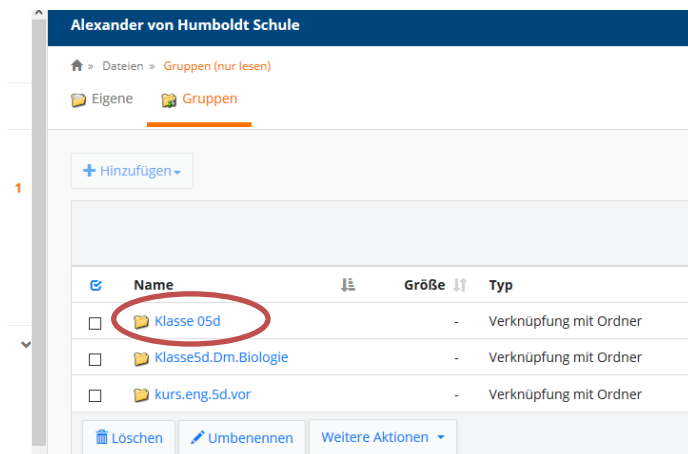 Alexander von Humboldt Schule
» Dateien » Gruppen (nur lesen)
Eigene Gruppen
+ Hinzufügen
1
Name Größe Typ
Klasse 05d - Verknüpfung mit Ordner
Klasse5d.Dm.Biologie - Verknüpfung mit Ordner
kurs.eng.5d.vor - Verknüpfung mit Ordner
Löschen Umbenennen Weitere Aktionen